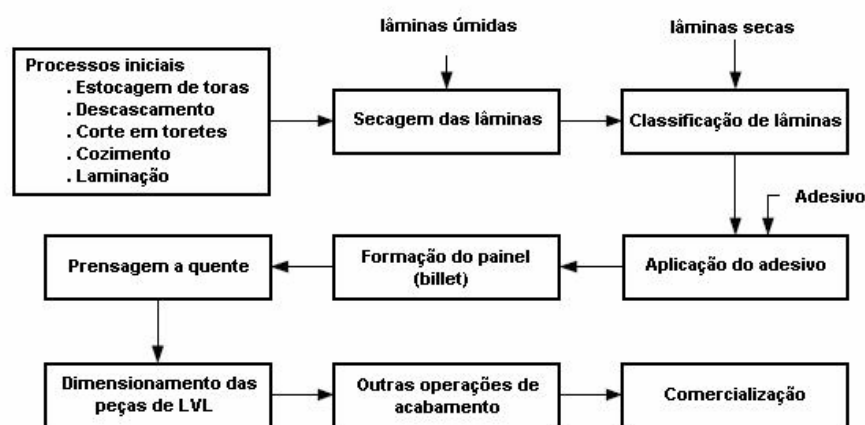 lâminas úmidas
lâminas secas
Processos iniciais
. Estocagem de toras
. Descascamento
. Corte em toretes
. Cozimento
. Laminação
Secagem das lâminas
Classificação de lâminas
Adesivo
Prensagem a quente
Formação do painel
(billet)
Aplicação do adesivo
Dimensionamento das
peças de LVL
Outras operações de
acabamento
Comercialização